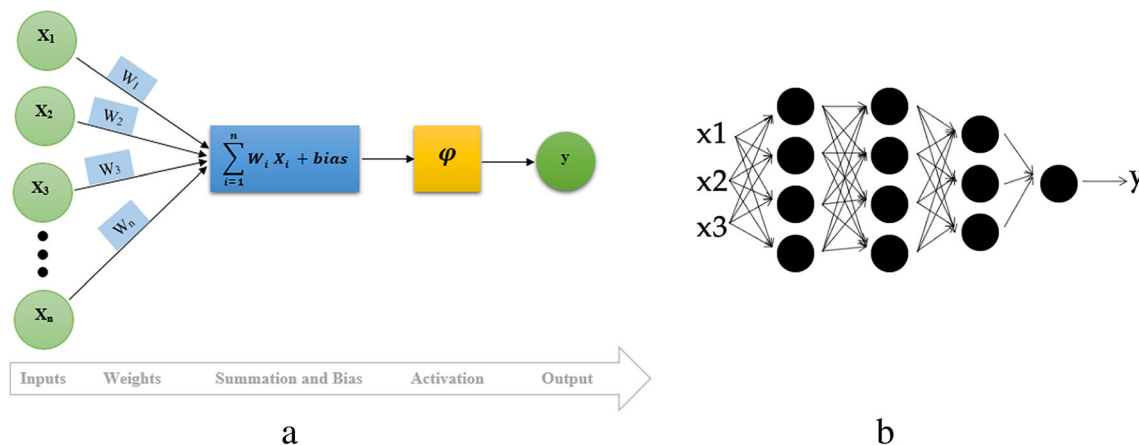 X1
W1
X2
W2
n
∑ Wi Xi + bias
i=1
φ
y
X3
W3
Wn
Xn
Inputs Weights Summation and Bias Activation Output
a
x1
x2
x3
y
b